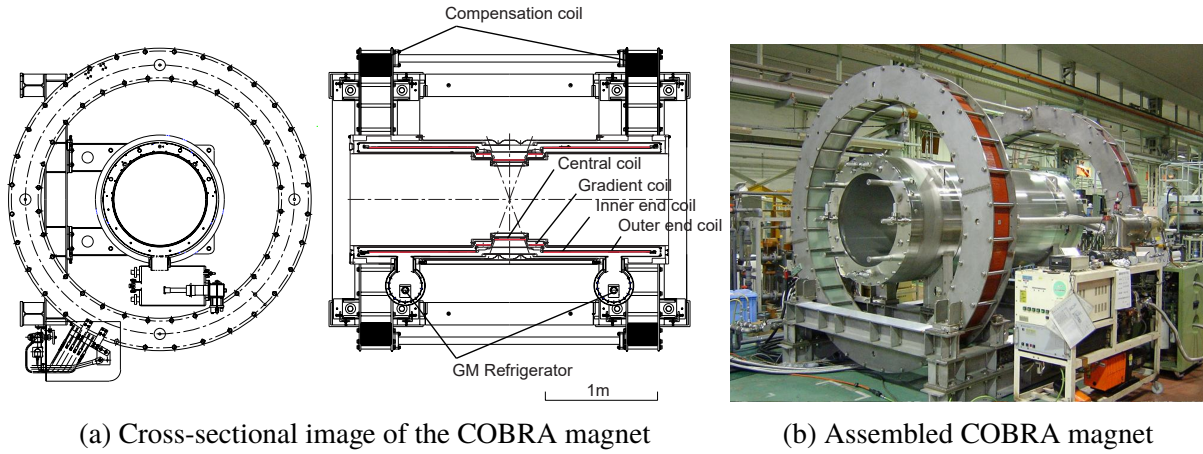 Compensation coil
Central coil
Gradient coil
Inner end coil
Outer end coil
GM Refrigerator
1m
(a) Cross-sectional image of the COBRA magnet
(b) Assembled COBRA magnet